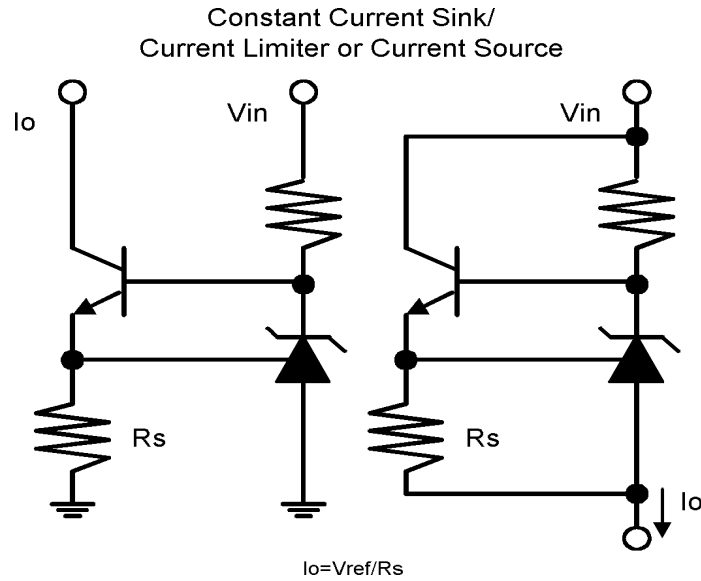 Constant Current Sink/
Current Limiter or Current Source
Io
Vin
Vin
Rs
Rs
Io
Io=Vref/Rs